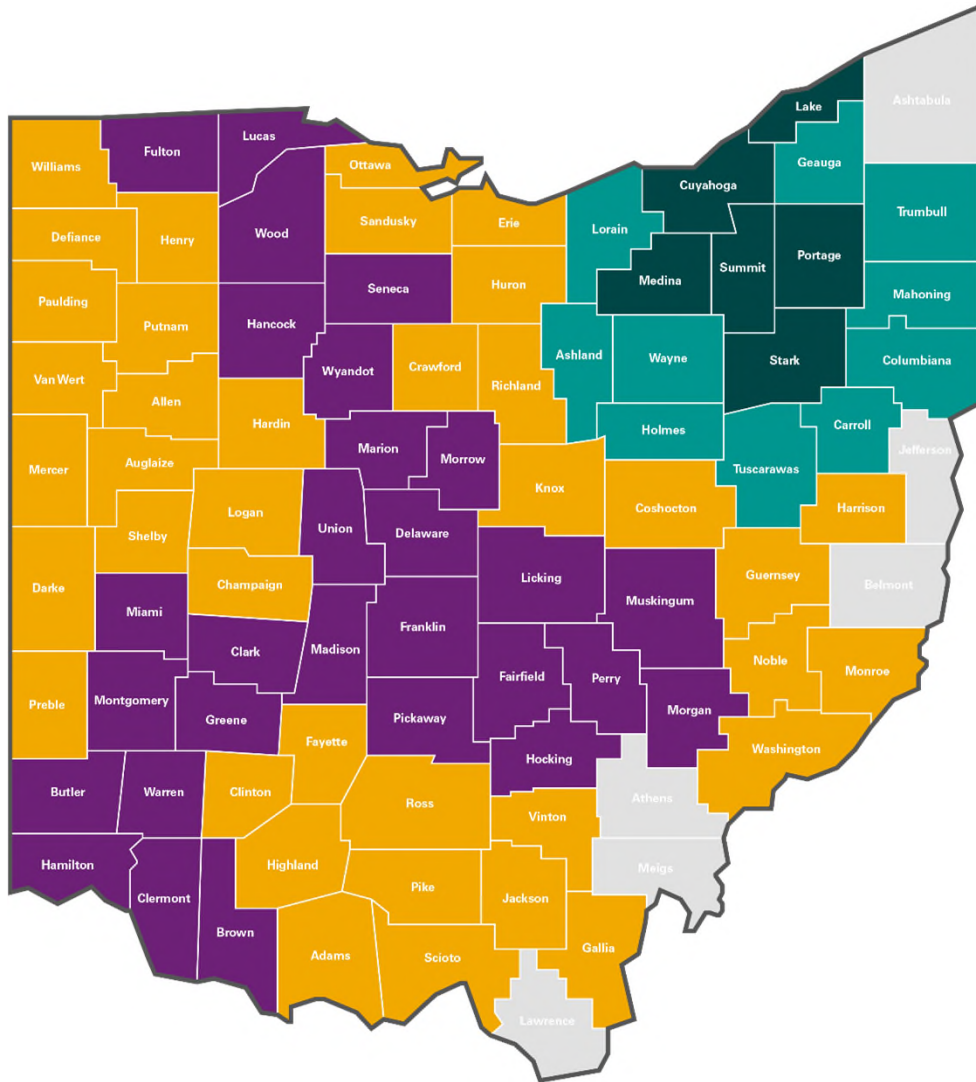 Lake
Ashtabula
Lucas
Fulton
Williams
Ottawa
Geauga
Cuyahoga
Trumbull
Sandusky
Erie
Lorain
Wood
Defiance
Henry
Portage
Summit
Medina
Seneca
Huron
Mahoning
Paulding
Hancock
Putnam
Wayne
Ashland
Stark
Columbiana
Crawford
Wyandot
Van Wert
Richland
Allen
Hardin
Carroll
Holmes
Marion
Jefferson
Morrow
Auglaize
Mercer
Tuscarawas
Knox
Coshocton
Harrison
Logan
Union
Delaware
Shelby
Guernsey
Licking
Champaign
Belmont
Darke
Muskingum
Miami
Franklin
Madison
Clark
Noble
Monroe
Fairfield
Perry
Preble
Montgomery
Morgan
Pickaway
Greene
Fayette
Washington
Hocking
Butler
Warren
Clinton
Athens
Ross
Vinton
Hamilton
Highland
Meigs
Pike
Jackson
Clermont
Brown
Gallia
Adams
Scioto
Lawrence